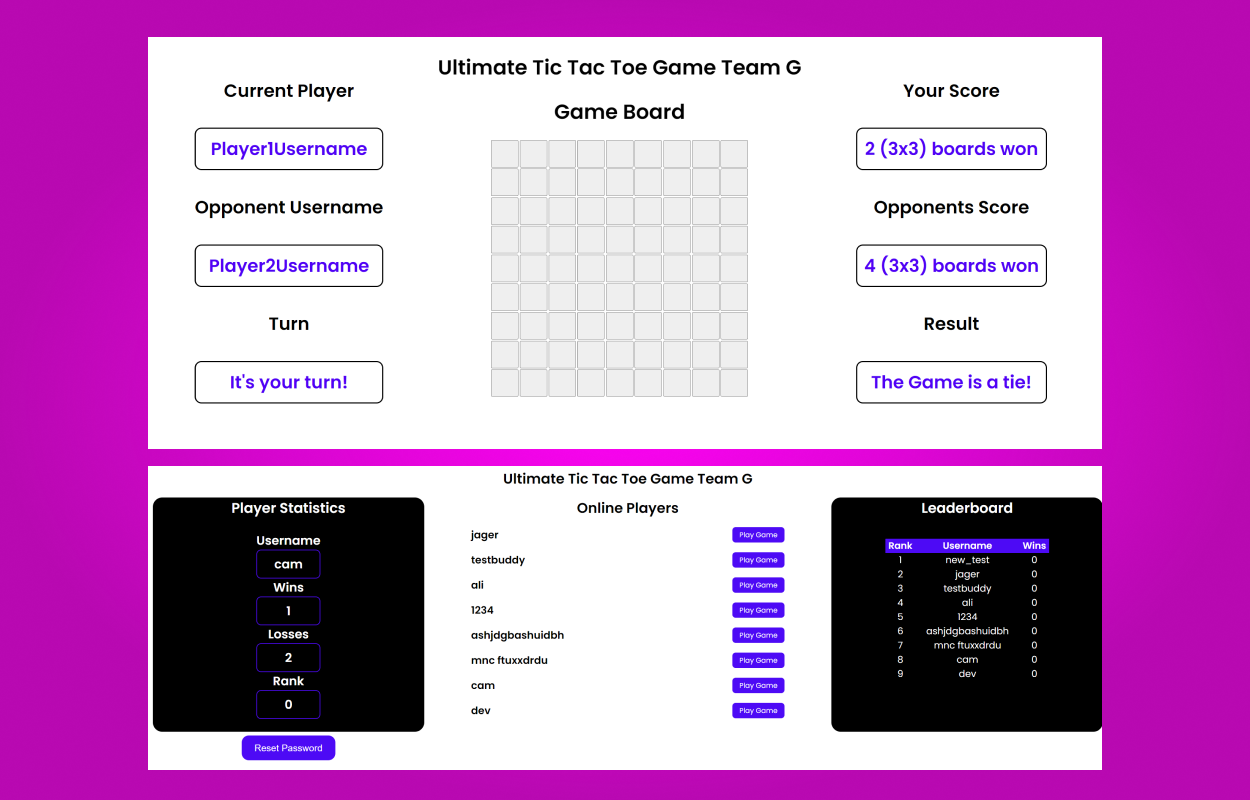 Ultimate Tic Tac Toe Game Team G
Current Player
Player1Username
Opponent Username
Player2Username
Turn
It's your turn!
Game Board
Your Score
2 (3x3) boards won
Opponents Score
4 (3x3) boards won
Result
The Game is a tie!
Ultimate Tic Tac Toe Game Team G
Player Statistics
Username
cam
Wins
1
Losses
2
Rank
0
Reset Password
Online Players
jager Play Game
testbuddy Play Game
ali Play Game
1234 Play Game
ashjdgbashuidbh Play Game
mnc ftuxxdrdu Play Game
cam Play Game
dev Play Game
Leaderboard
Rank Username Wins
1 new_test 0
2 jager 0
3 testbuddy 0
4 ali 0
5 1234 0
6 ashjdgbashuidbh 0
7 mnc ftuxxdrdu 0
8 cam 0
9 dev 0